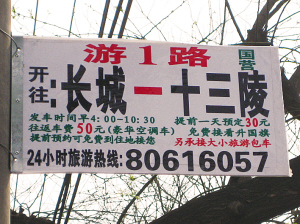 游1路
国营
开往:长城—十三陵
发车时间早4:00-10:30 提前一天预定30元
往返车费50元(豪华空调车) 免费接看升国旗
提前预约可免费到住地接您 另承接大小旅游包车
24小时旅游热线:80616057